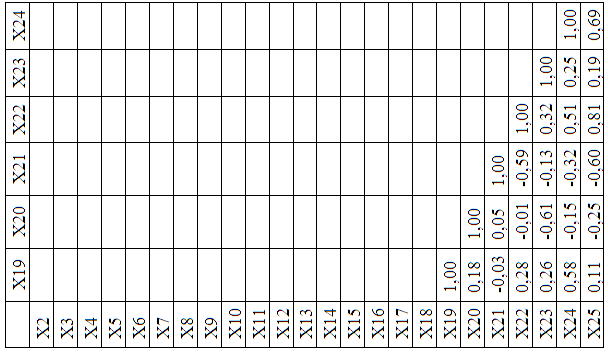 X19 X20 X21 X22 X23 X24
X2
X3
X4
X5
X6
X7
X8
X9
X10
X11
X12
X13
X14
X15
X16
X17
X18
X19 1,00
X20 0,18 1,00
X21 -0,03 0,05 1,00
X22 0,28 -0,01 -0,59 1,00
X23 0,26 -0,61 -0,13 0,32 1,00
X24 0,58 -0,15 -0,32 0,51 0,25 1,00
X25 0,11 -0,25 -0,60 0,81 0,19 0,69